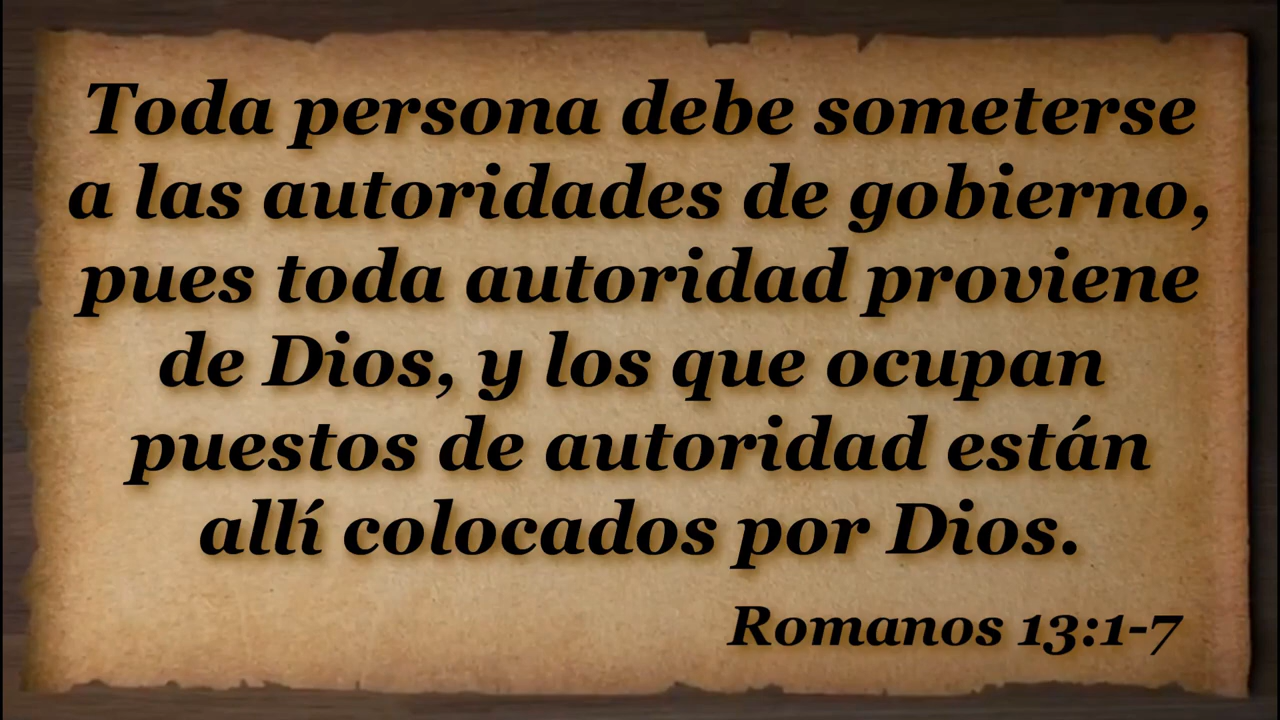 Toda persona debe someterse
a las autoridades de gobierno,
pues toda autoridad proviene
de Dios, y los que ocupan
puestos de autoridad están
allí colocados por Dios.
Romanos 13:1-7